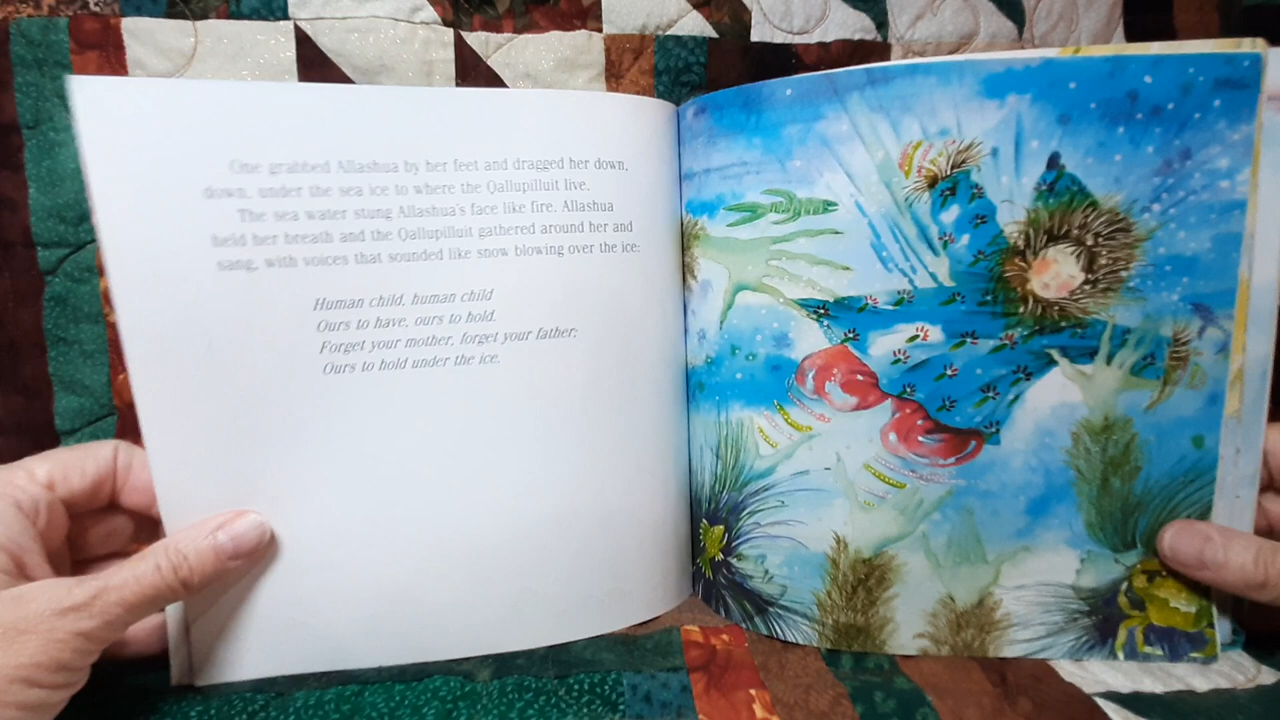 One grabbed Allashua by her feet and dragged her down,
down, under the sea ice to where the Qallupilluit live.
The sea water stung Allashua's face like fire. Allashua
held her breath and the Qallupilluit gathered around her and
sang, with voices that sounded like snow blowing over the ice:
Human child, human child
Ours to have, ours to hold.
Forget your mother, forget your father;
Ours to hold under the ice.